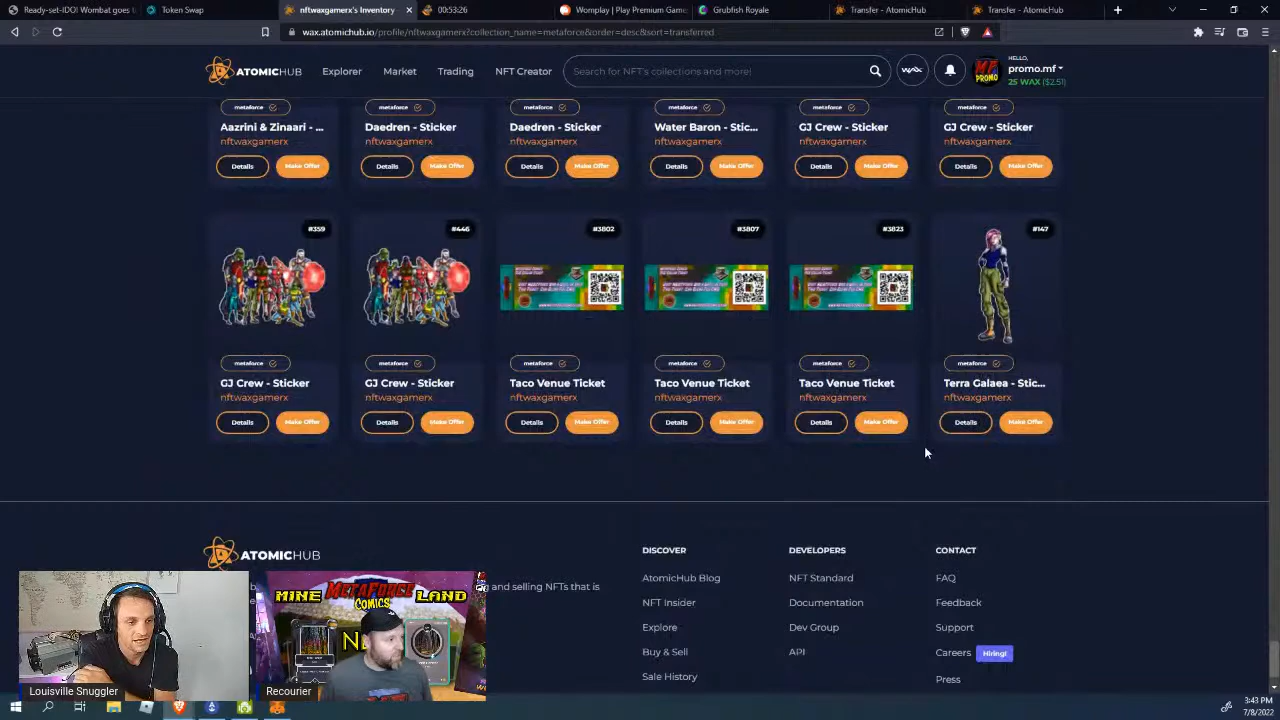 Ready-set-IDO! Wombat goes to
Token Swap
nftwaxgamerx's Inventory
00:53:26
Womplay | Play Premium Game
Grubfish Royale
Transfer - AtomicHub
Transfer - AtomicHub
wax.atomichub.io/profile/nftwaxgamerx?collection_name=metaforce&order=desc&sort=transferred
ATOMICHUB
Explorer
Market
Trading
NFT Creator
Search for NFT's collections and more!
HELLO,
promo.mf
25 WAX ($2.51)
metaforce
metaforce
metaforce
metaforce
metaforce
metaforce
Aazrini & Zinaari - ...
Daedren - Sticker
Daedren - Sticker
Water Baron - Stic...
GJ Crew - Sticker
GJ Crew - Sticker
nftwaxgamerx
nftwaxgamerx
nftwaxgamerx
nftwaxgamerx
nftwaxgamerx
nftwaxgamerx
Details
Make Offer
Details
Make Offer
Details
Make Offer
Details
Make Offer
Details
Make Offer
Details
Make Offer
#359
#446
#3802
#3807
#3823
#147
metaforce
metaforce
metaforce
metaforce
metaforce
metaforce
GJ Crew - Sticker
GJ Crew - Sticker
Taco Venue Ticket
Taco Venue Ticket
Taco Venue Ticket
Terra Galaea - Stic...
nftwaxgamerx
nftwaxgamerx
nftwaxgamerx
nftwaxgamerx
nftwaxgamerx
nftwaxgamerx
Details
Make Offer
Details
Make Offer
Details
Make Offer
Details
Make Offer
Details
Make Offer
Details
Make Offer
ATOMICHUB
and selling NFTs that is
DISCOVER
AtomicHub Blog
NFT Insider
Explore
Buy & Sell
Sale History
DEVELOPERS
NFT Standard
Documentation
Dev Group
API
CONTACT
FAQ
Feedback
Support
Careers
Hiring!
Press
MINE
METAFORCE
COMICS
LAND
Louisville Snuggler
Recourier
3:43 PM
7/8/2022